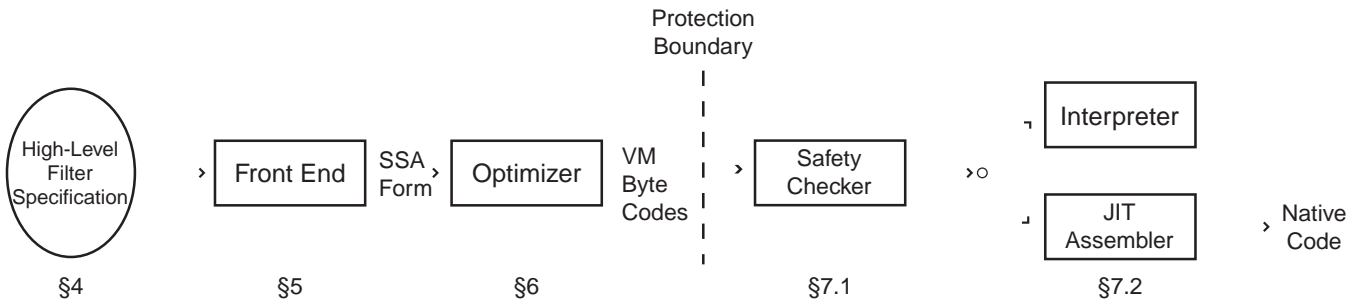 Protection
Boundary
High-Level
Filter
Specification
Front End
SSA
Form
Optimizer
VM
Byte
Codes
Safety
Checker
Interpreter
JIT
Assembler
Native
Code
§4
§5
§6
§7.1
§7.2